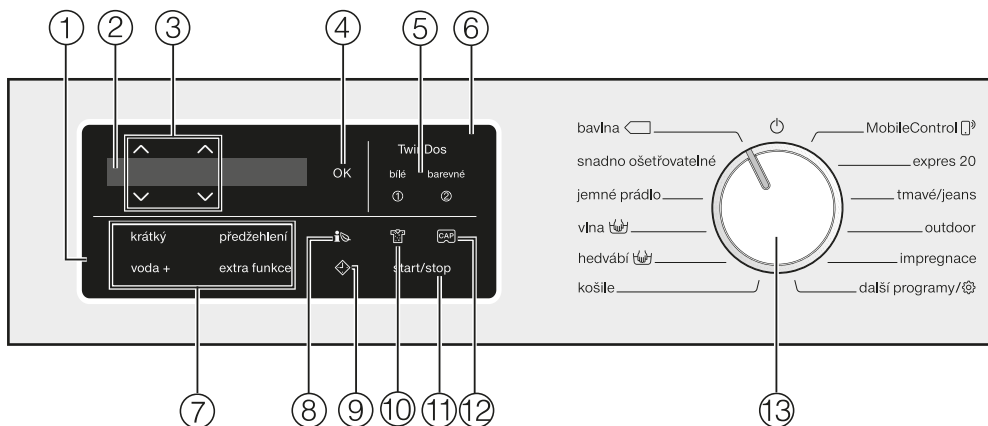 ① ② ③ ④ ⑤ ⑥
TwinDos
OK
bílé barevné
① ②
krátký předžehlení
voda + extra funkce
CAP
start/stop
bavlna
snadno ošetřovatelné
jemné prádlo
vlna
hedvábí
košile
MobileControl
expres 20
tmavé/jeans
outdoor
impregnace
další programy/
⑦ ⑧ ⑨ ⑩ ⑪ ⑫ ⑬